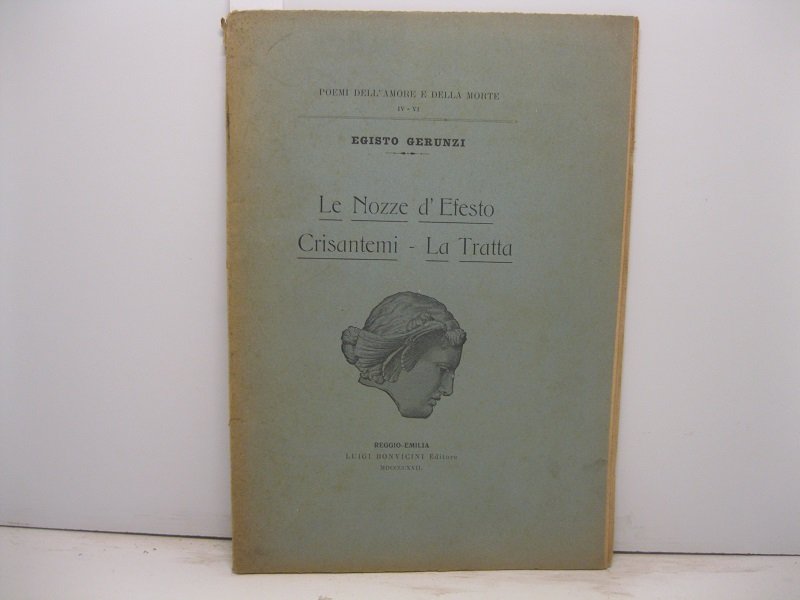 POEMI DELL'AMORE E DELLA MORTE
IV - VI
EGISTO GERUNZI
Le Nozze d'Efesto
Crisantemi - La Tratta
REGGIO-EMILIA
LUIGI BONVICINI Editore